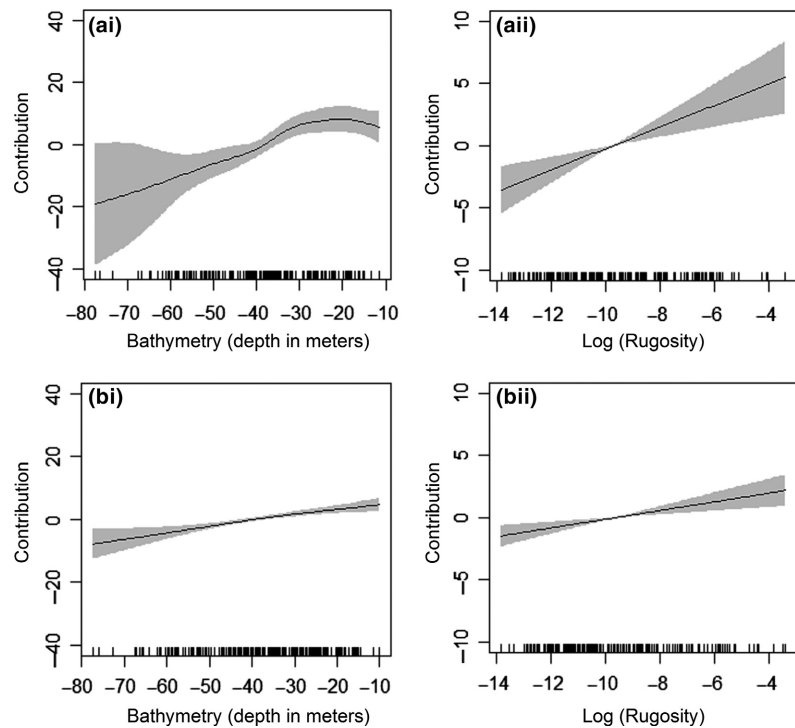 (ai)
40
20
0
−20
−40
Contribution
−80 −70 −60 −50 −40 −30 −20 −10
Bathymetry (depth in meters)
(aii)
10
5
0
−5
−10
Contribution
−14 −12 −10 −8 −6 −4
Log (Rugosity)
(bi)
40
20
0
−20
−40
Contribution
−80 −70 −60 −50 −40 −30 −20 −10
Bathymetry (depth in meters)
(bii)
10
5
0
−5
−10
Contribution
−14 −12 −10 −8 −6 −4
Log (Rugosity)